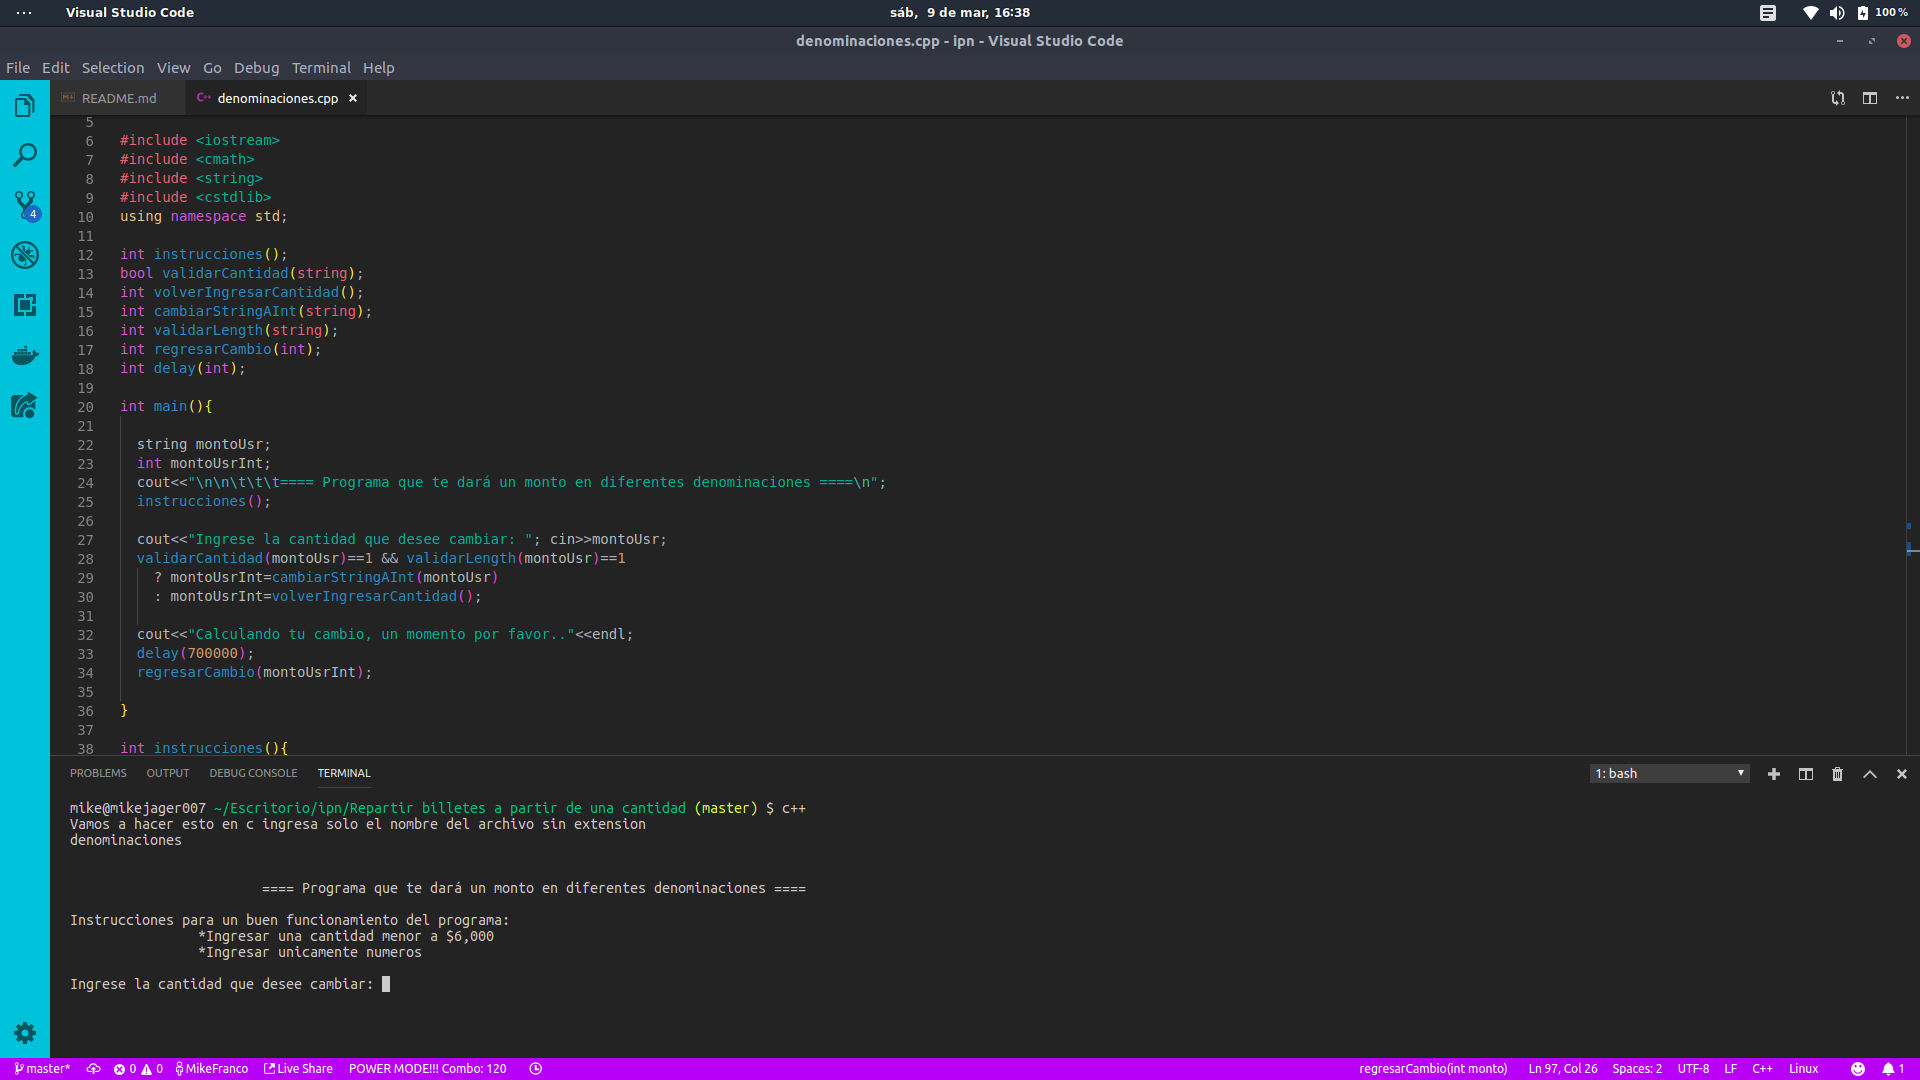 Visual Studio Code
sáb, 9 de mar, 16:38
100 %
denominaciones.cpp - ipn - Visual Studio Code
File Edit Selection View Go Debug Terminal Help
README.md
C++ denominaciones.cpp
5
6 #include <iostream>
7 #include <cmath>
8 #include <string>
9 #include <cstdlib>
10 using namespace std;
11
12 int instrucciones();
13 bool validarCantidad(string);
14 int volverIngresarCantidad();
15 int cambiarStringAInt(string);
16 int validarLength(string);
17 int regresarCambio(int);
18 int delay(int);
19
20 int main(){
21
22 string montoUsr;
23 int montoUsrInt;
24 cout<<"\n\n\t\t\t==== Programa que te dará un monto en diferentes denominaciones ====\n";
25 instrucciones();
26
27 cout<<"Ingrese la cantidad que desee cambiar: "; cin>>montoUsr;
28 validarCantidad(montoUsr)==1 && validarLength(montoUsr)==1
29 ? montoUsrInt=cambiarStringAInt(montoUsr)
30 : montoUsrInt=volverIngresarCantidad();
31
32 cout<<"Calculando tu cambio, un momento por favor.."<<endl;
33 delay(700000);
34 regresarCambio(montoUsrInt);
35
36 }
37
38 int instrucciones(){
4
PROBLEMS OUTPUT DEBUG CONSOLE TERMINAL
1: bash
mike@mikejager007 ~/Escritorio/ipn/Repartir billetes a partir de una cantidad (master) $ c++
Vamos a hacer esto en c ingresa solo el nombre del archivo sin extension
denominaciones
==== Programa que te dará un monto en diferentes denominaciones ====
Instrucciones para un buen funcionamiento del programa:
*Ingresar una cantidad menor a $6,000
*Ingresar unicamente numeros
Ingrese la cantidad que desee cambiar:
master* 0 0 MikeFranco Live Share POWER MODE!!! Combo: 120
regresarCambio(int monto) Ln 97, Col 26 Spaces: 2 UTF-8 LF C++ Linux 1